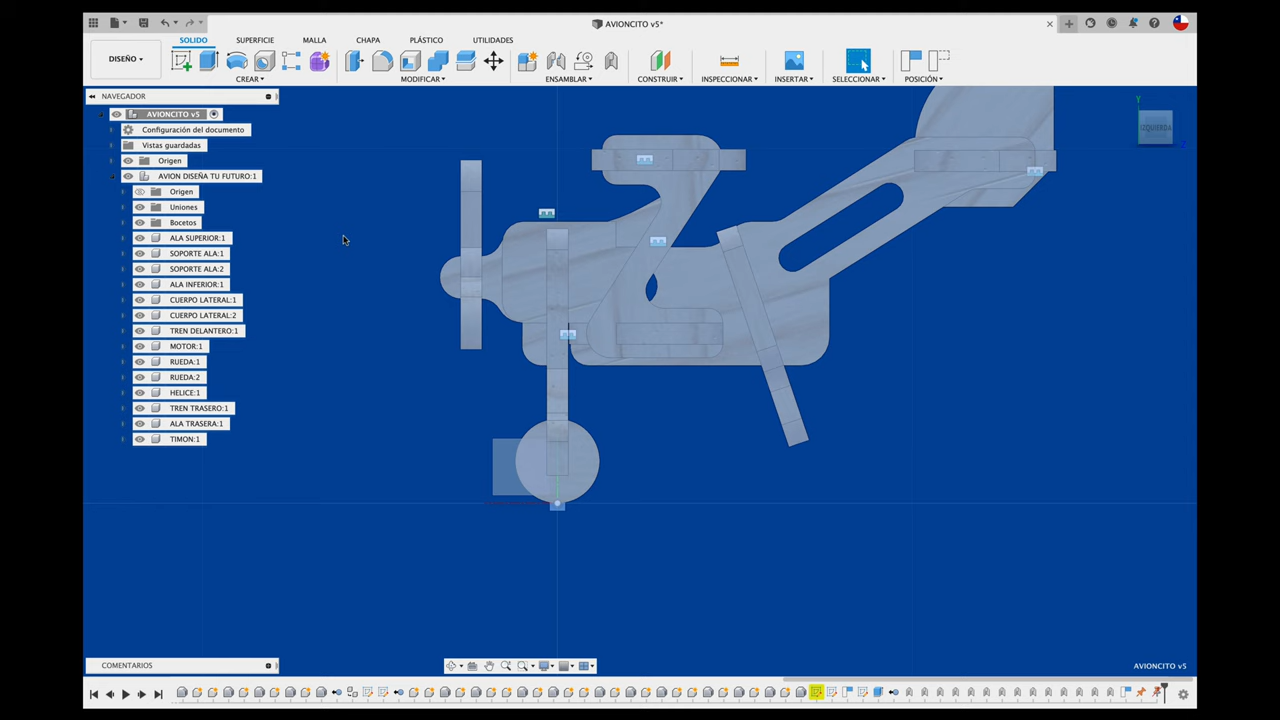 AVIONCITO v5*
SOLIDO SUPERFICIE MALLA CHAPA PLÁSTICO UTILIDADES
DISEÑO
CREAR MODIFICAR ENSAMBLAR CONSTRUIR INSPECCIONAR INSERTAR SELECCIONAR POSICIÓN
NAVEGADOR
AVIONCITO v5
Configuración del documento
Vistas guardadas
Origen
AVION DISEÑA TU FUTURO:1
Origen
Uniones
Bocetos
ALA SUPERIOR:1
SOPORTE ALA:1
SOPORTE ALA:2
ALA INFERIOR:1
CUERPO LATERAL:1
CUERPO LATERAL:2
TREN DELANTERO:1
MOTOR:1
RUEDA:1
RUEDA:2
HELICE:1
TREN TRASERO:1
ALA TRASERA:1
TIMON:1
Y
IZQUIERDA
Z
COMENTARIOS
AVIONCITO v5